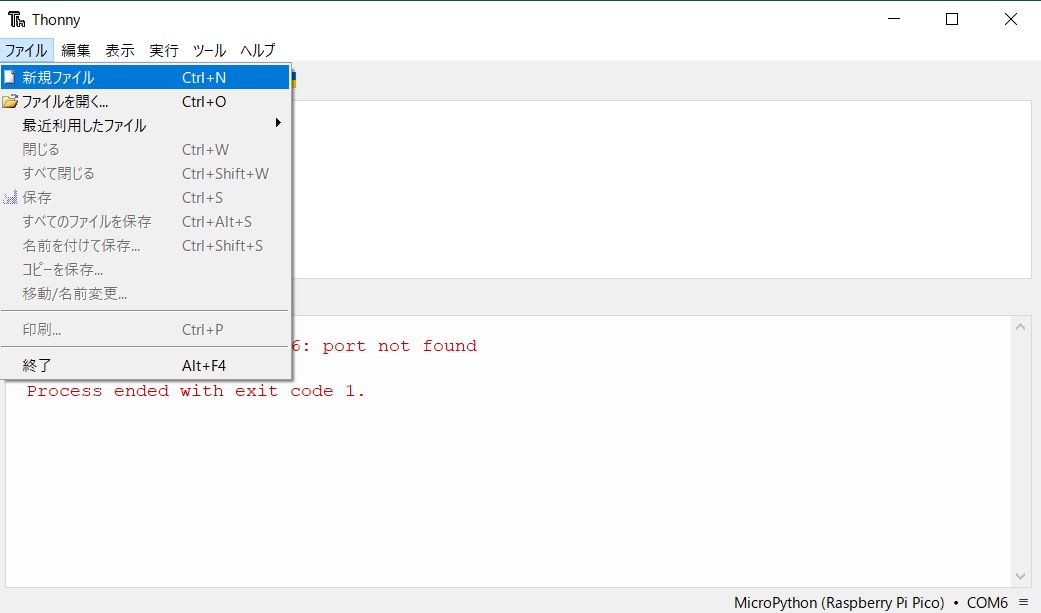 Thonny
ファイル 編集 表示 実行 ツール ヘルプ
新規ファイル Ctrl+N
ファイルを開く... Ctrl+O
最近利用したファイル
閉じる Ctrl+W
すべて閉じる Ctrl+Shift+W
保存 Ctrl+S
すべてのファイルを保存 Ctrl+Alt+S
名前を付けて保存... Ctrl+Shift+S
コピーを保存...
移動/名前変更...
印刷... Ctrl+P
6: port not found
終了 Alt+F4
Process ended with exit code 1.
MicroPython (Raspberry Pi Pico) • COM6 ≡